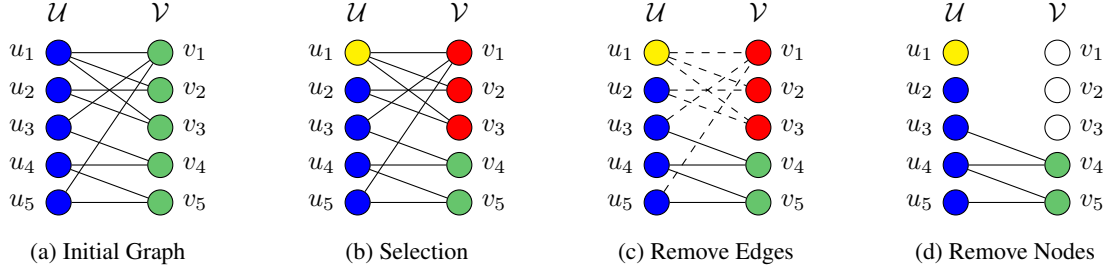 𝒰 𝒱 𝒰 𝒱 𝒰 𝒱 𝒰 𝒱
u₁ v₁ u₁ v₁ u₁ v₁ u₁ v₁
u₂ v₂ u₂ v₂ u₂ v₂ u₂ v₂
u₃ v₃ u₃ v₃ u₃ v₃ u₃ v₃
u₄ v₄ u₄ v₄ u₄ v₄ u₄ v₄
u₅ v₅ u₅ v₅ u₅ v₅ u₅ v₅
(a) Initial Graph (b) Selection (c) Remove Edges (d) Remove Nodes